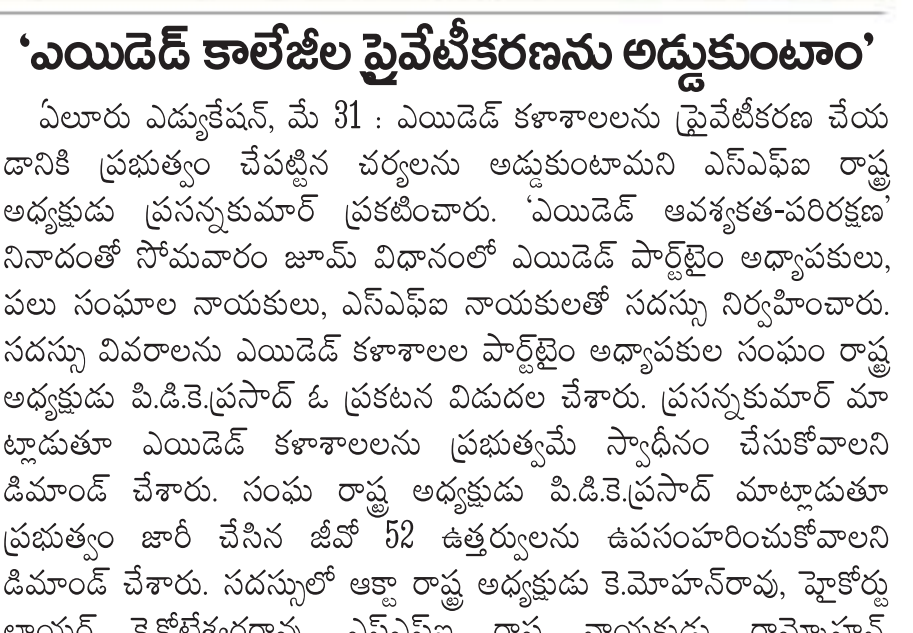 ‘ఎయిడెడ్ కాలేజీల ప్రైవేటీకరణను అడ్డుకుంటాం’
ఏలూరు ఎడ్యుకేషన్, మే 31 : ఎయిడెడ్ కళాశాలలను ప్రైవేటీకరణ చేయ
డానికి ప్రభుత్వం చేపట్టిన చర్యలను అడ్డుకుంటామని ఎస్ఎఫ్ఐ రాష్ట్ర
అధ్యక్షుడు ప్రసన్నకుమార్ ప్రకటించారు. ‘ఎయిడెడ్ ఆవశ్యకత-పరిరక్షణ’
నినాదంతో సోమవారం జూమ్ విధానంలో ఎయిడెడ్ పార్ట్‌టైం అధ్యాపకులు,
పలు సంఘాల నాయకులు, ఎస్ఎఫ్ఐ నాయకులతో సదస్సు నిర్వహించారు.
సదస్సు వివరాలను ఎయిడెడ్ కళాశాలల పార్ట్‌టైం అధ్యాపకుల సంఘం రాష్ట్ర
అధ్యక్షుడు పి.డి.కె.ప్రసాద్ ఓ ప్రకటన విడుదల చేశారు. ప్రసన్నకుమార్ మా
ట్లాడుతూ ఎయిడెడ్ కళాశాలలను ప్రభుత్వమే స్వాధీనం చేసుకోవాలని
డిమాండ్ చేశారు. సంఘ రాష్ట్ర అధ్యక్షుడు పి.డి.కె.ప్రసాద్ మాట్లాడుతూ
ప్రభుత్వం జారీ చేసిన జీవో 52 ఉత్తర్వులను ఉపసంహరించుకోవాలని
డిమాండ్ చేశారు. సదస్సులో ఆక్టా రాష్ట్ర అధ్యక్షుడు కె.మోహన్‌రావు, హైకోర్టు